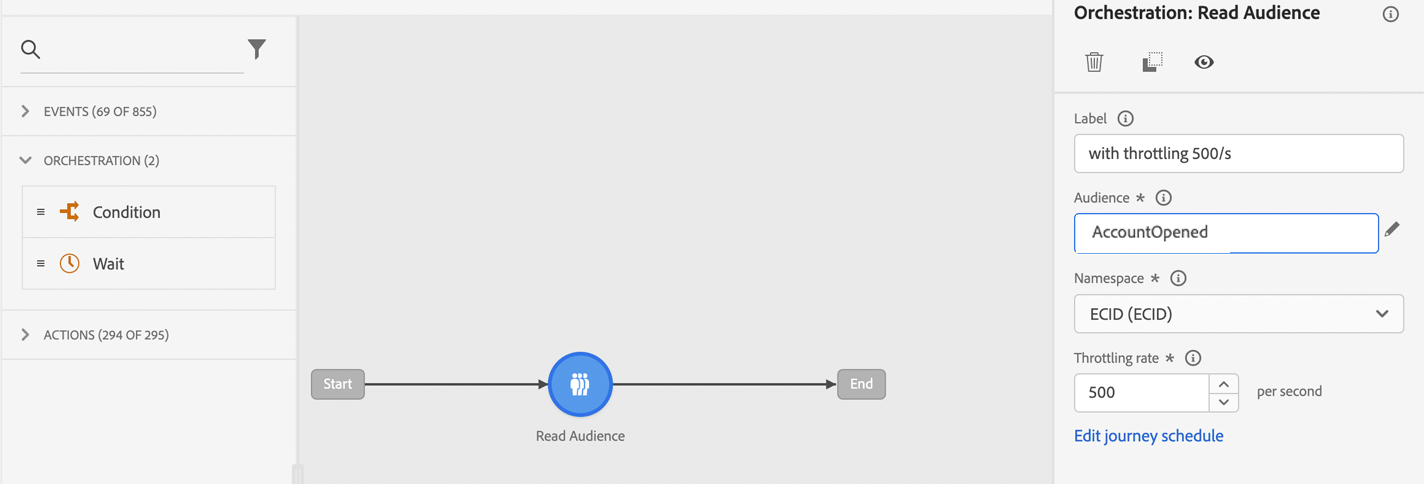 EVENTS (69 OF 855)
ORCHESTRATION (2)
Condition
Wait
ACTIONS (294 OF 295)
Start
End
Read Audience
Orchestration: Read Audience
Label
with throttling 500/s
Audience *
AccountOpened
Namespace *
ECID (ECID)
Throttling rate *
500
per second
Edit journey schedule